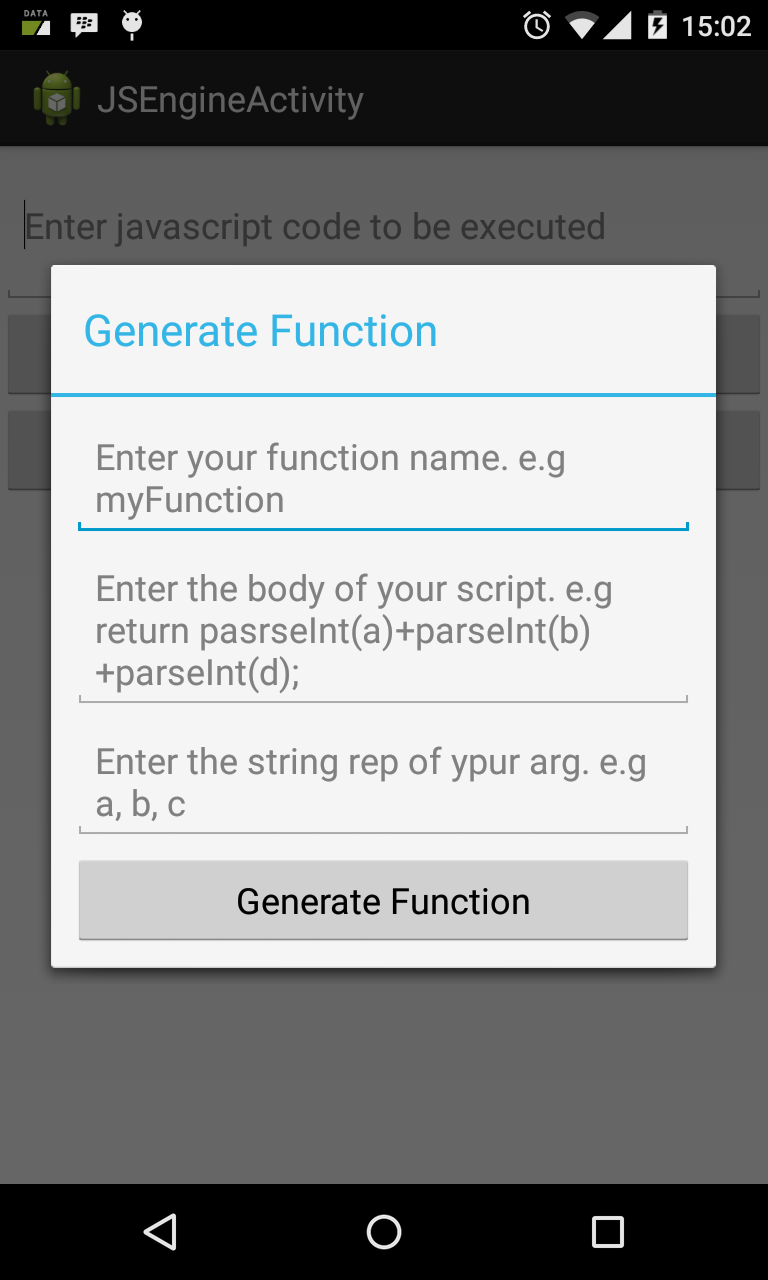 DATA
15:02
JSEngineActivity
Enter javascript code to be executed
Generate Function
Enter your function name. e.g
myFunction
Enter the body of your script. e.g
return pasrseInt(a)+parseInt(b)
+parseInt(d);
Enter the string rep of ypur arg. e.g
a, b, c
Generate Function